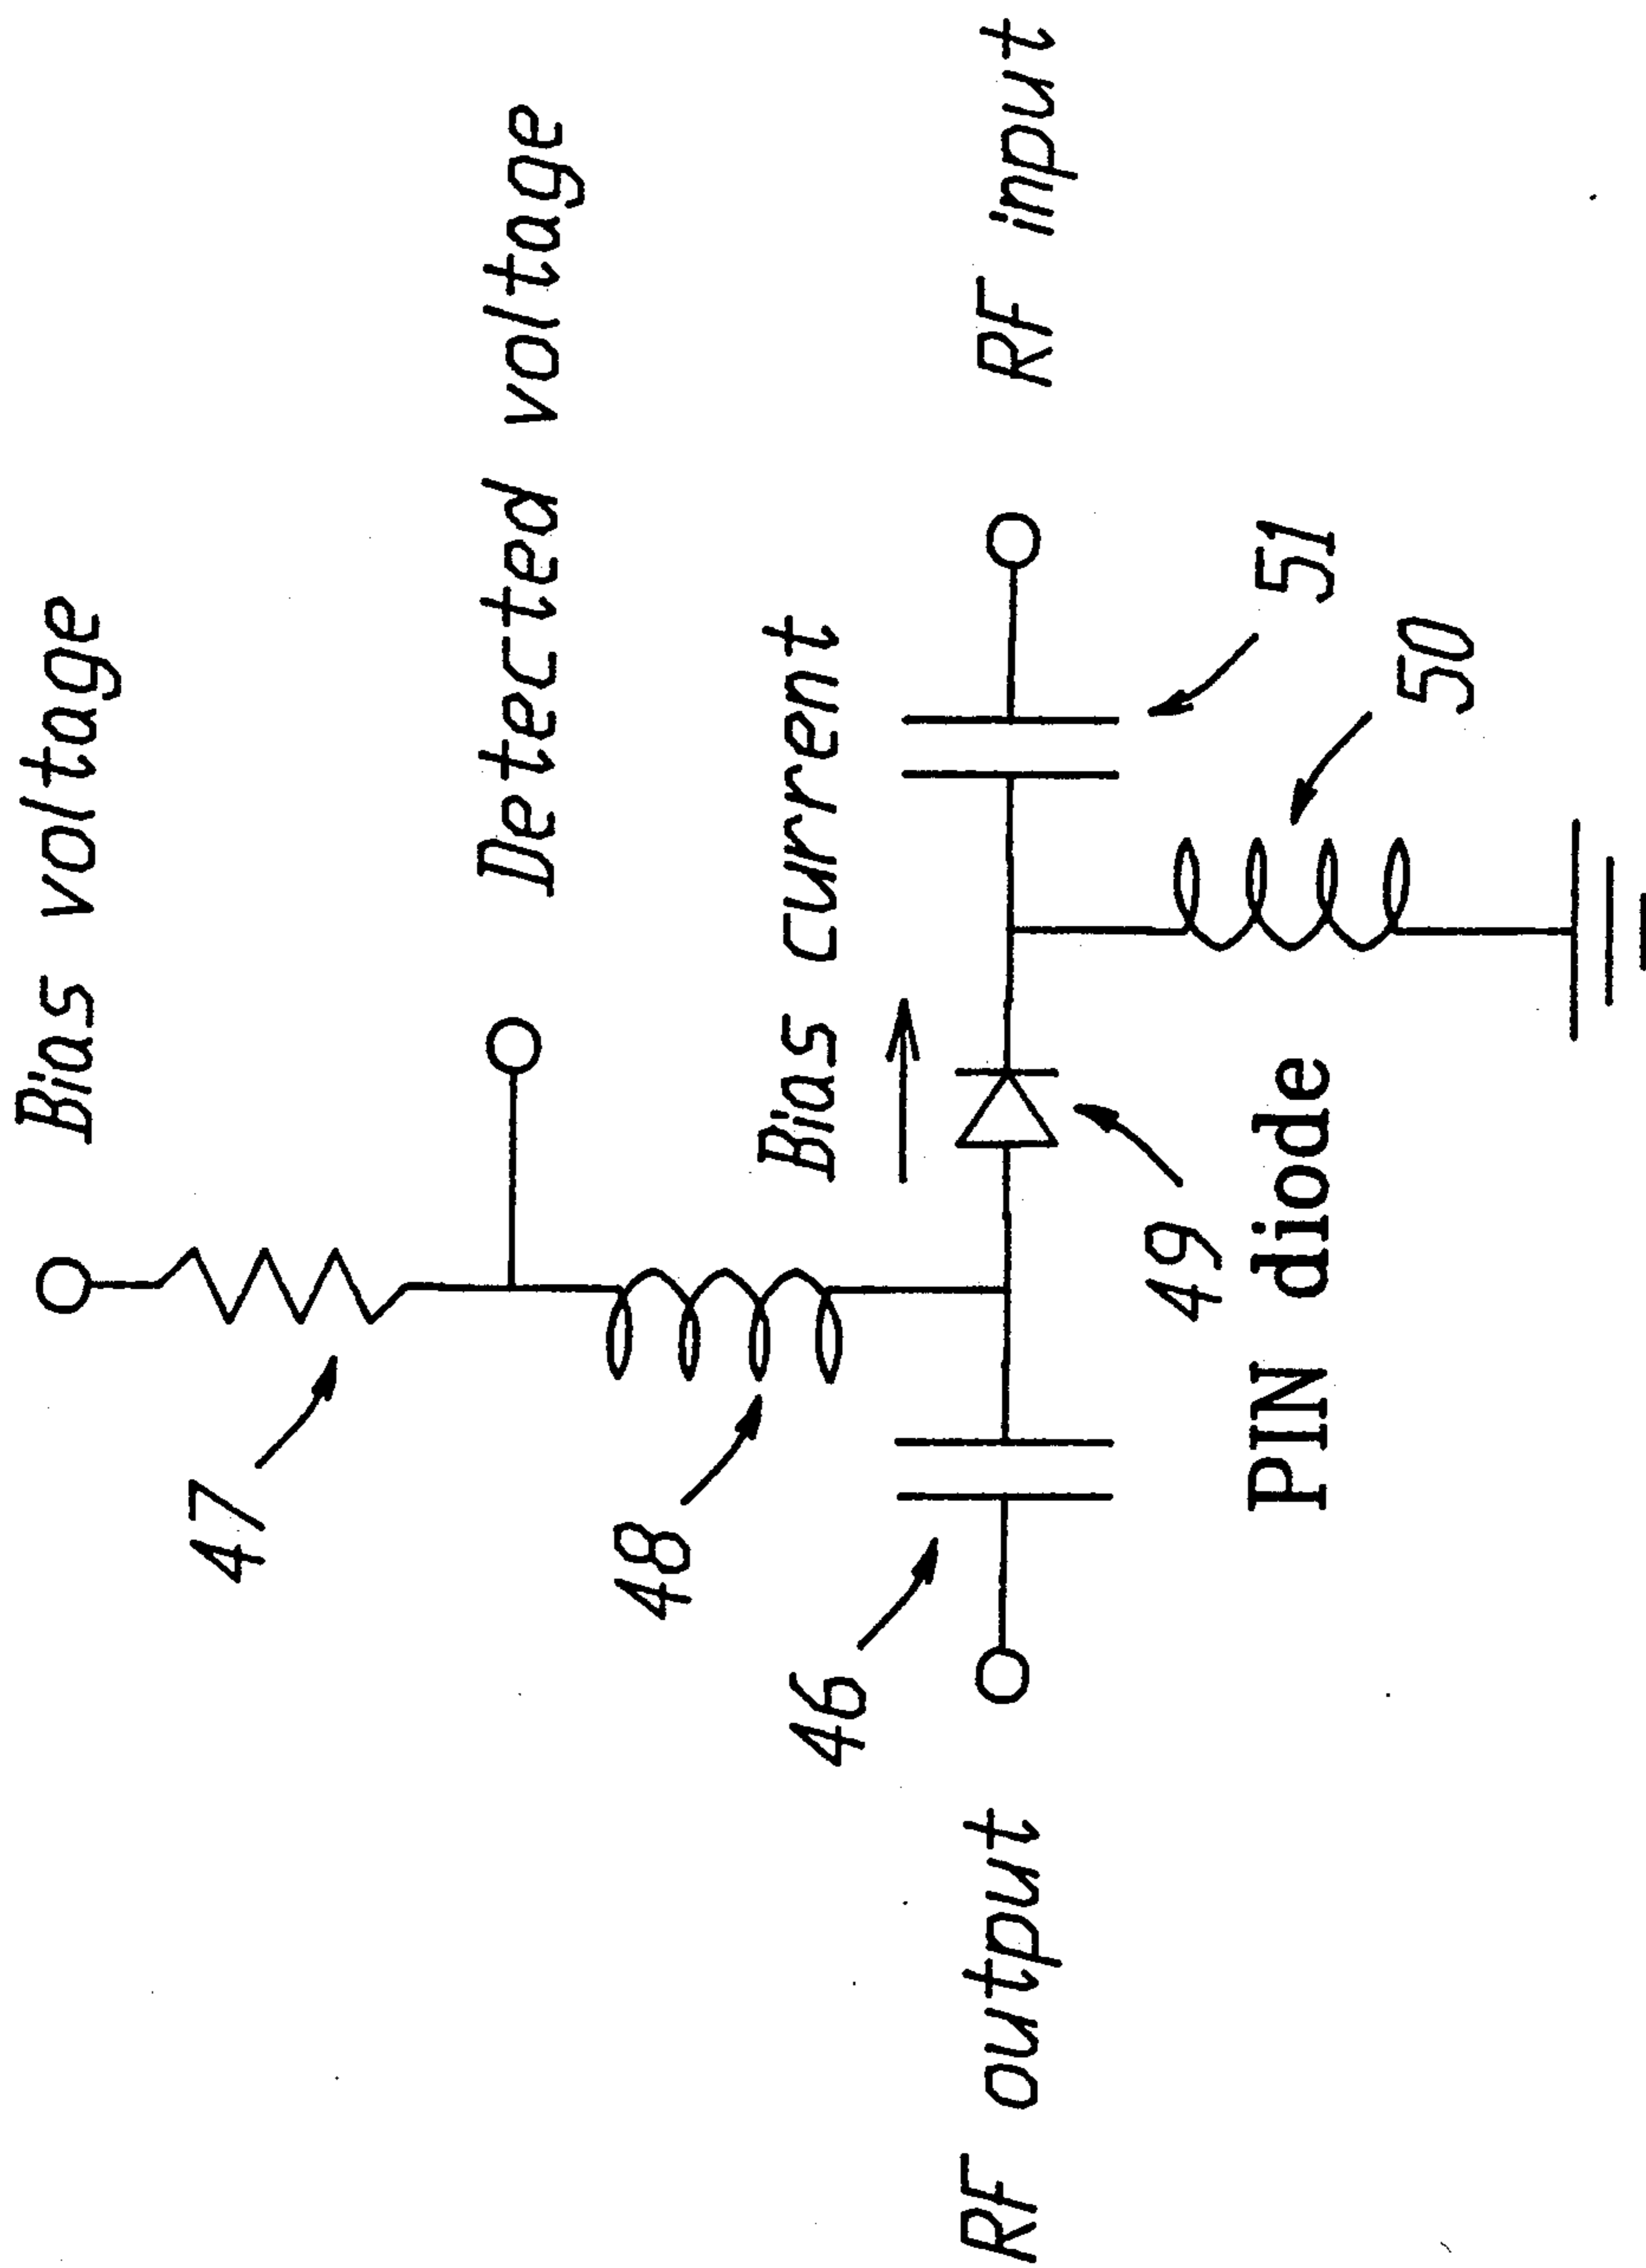 Bias voltage
47
Detected voltage
48
Bias current
46
RF output
RF input
49
51
PIN diode
50